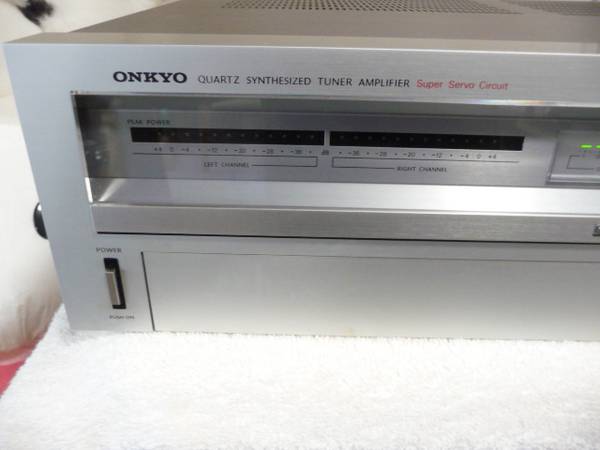 ONKYO QUARTZ SYNTHESIZED TUNER AMPLIFIER Super Servo Circuit
PEAK POWER
+4 0 -4 • -12 • -20 • -28 • -36 • dB • -36 • -28 • -20 • -12 • -4 0 +4
LEFT CHANNEL RIGHT CHANNEL
POWER
PUSH-ON